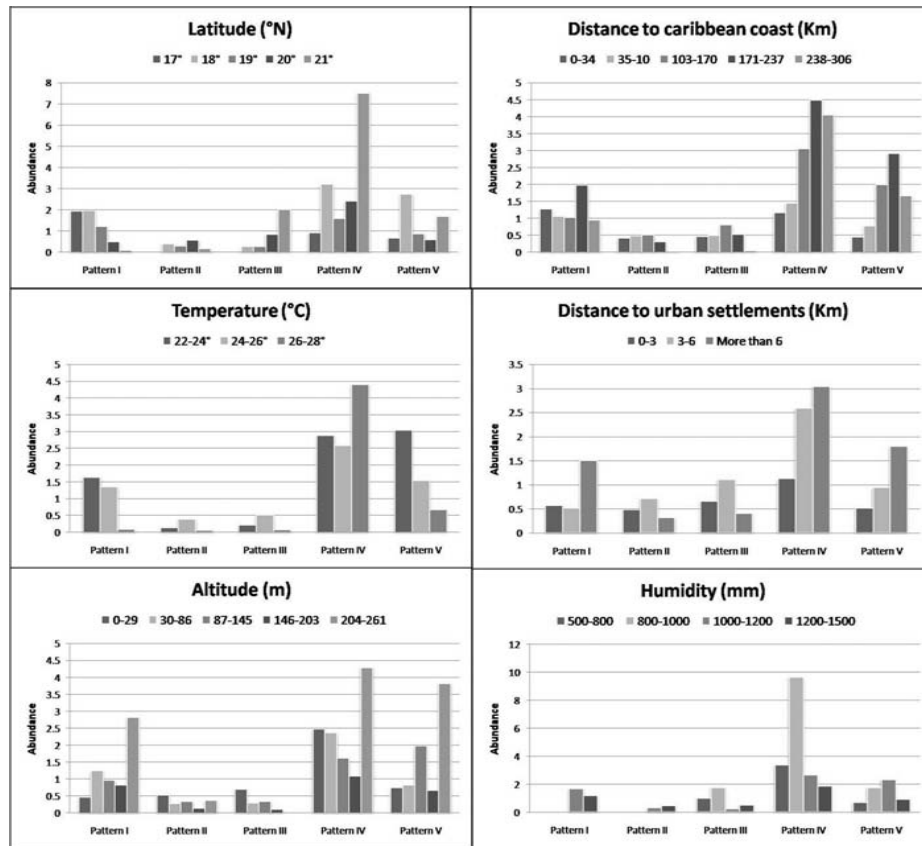 Latitude (°N)
17° 18° 19° 20° 21°
Abundance
8
7
6
5
4
3
2
1
0
Pattern I Pattern II Pattern III Pattern IV Pattern V
Distance to caribbean coast (Km)
0-34 35-10 103-170 171-237 238-306
Abundance
5
4.5
4
3.5
3
2.5
2
1.5
1
0.5
0
Pattern I Pattern II Pattern III Pattern IV Pattern V
Temperature (°C)
22-24° 24-26° 26-28°
Abundance
5
4.5
4
3.5
3
2.5
2
1.5
1
0.5
0
Pattern I Pattern II Pattern III Pattern IV Pattern V
Distance to urban settlements (Km)
0-3 3-6 More than 6
Abundance
3.5
3
2.5
2
1.5
1
0.5
0
Pattern I Pattern II Pattern III Pattern IV Pattern V
Altitude (m)
0-29 30-86 87-145 146-203 204-261
Abundance
5
4.5
4
3.5
3
2.5
2
1.5
1
0.5
0
Pattern I Pattern II Pattern III Pattern IV Pattern V
Humidity (mm)
500-800 800-1000 1000-1200 1200-1500
Abundance
12
10
8
6
4
2
0
Pattern I Pattern II Pattern III Pattern IV Pattern V